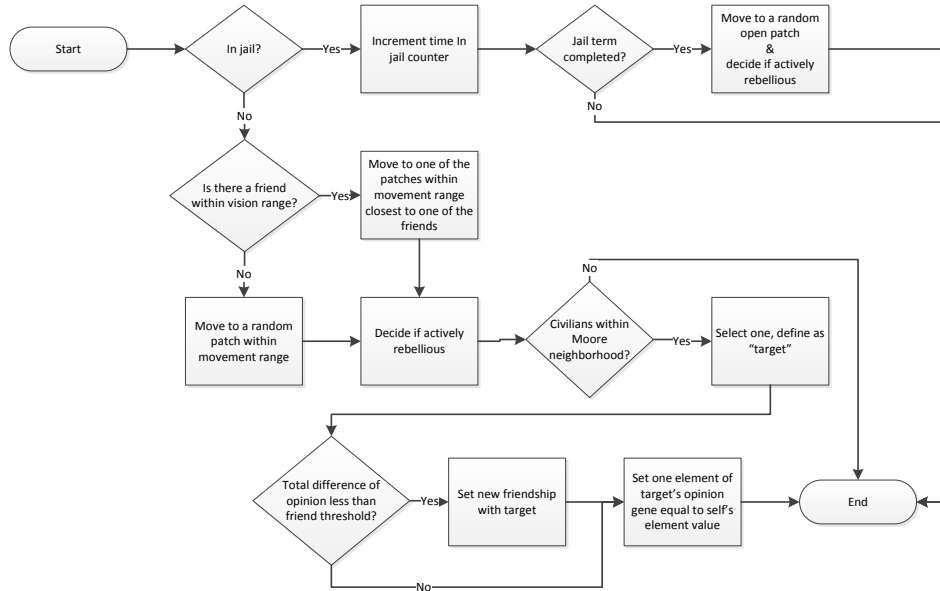 Start
In jail?
Yes
Increment time In
jail counter
Jail term
completed?
Yes
Move to a random
open patch
&
decide if actively
rebellious
No
No
Is there a friend
within vision range?
Yes
Move to one of the
patches within
movement range
closest to one of the
friends
No
Move to a random
patch within
movement range
Decide if actively
rebellious
No
Civilians within
Moore
neighborhood?
Yes
Select one, define as
“target”
Total difference of
opinion less than
friend threshold?
Yes
Set new friendship
with target
Set one element of
target’s opinion
gene equal to self’s
element value
End
No